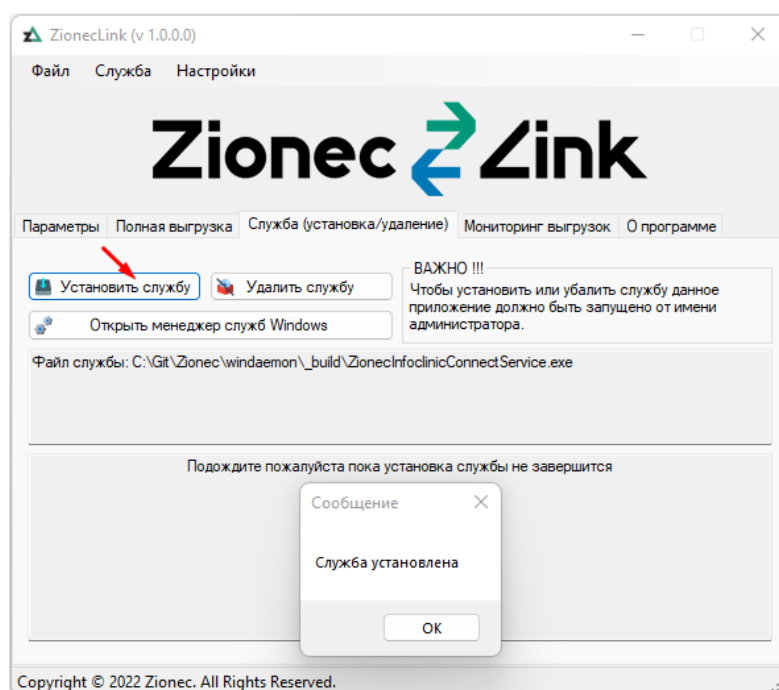 ZionecLink (v 1.0.0.0)
Файл Служба Настройки
Zionec Link
Параметры Полная выгрузка Служба (установка/удаление) Мониторинг выгрузок О программе
Установить службу Удалить службу
Открыть менеджер служб Windows
ВАЖНО !!!
Чтобы установить или убалить службу данное
приложение должно быть запущено от имени
администратора.
Файл службы: C:\Git\Zionec\windaemon\_build\ZionecInfoclinicConnectService.exe
Подождите пожалуйста пока установка службы не завершится
Сообщение
Служба установлена
OK
Copyright © 2022 Zionec. All Rights Reserved.